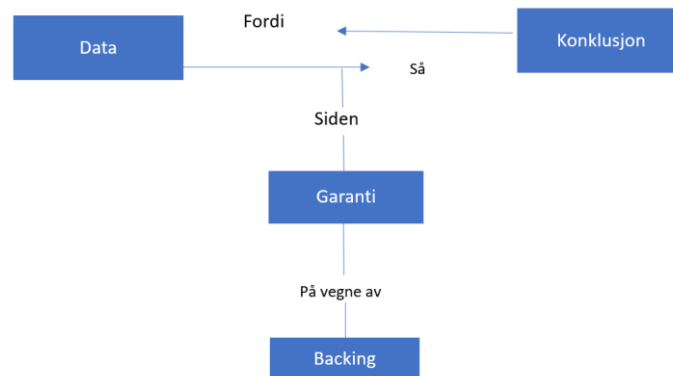 Fordi
Data
Konklusjon
Så
Siden
Garanti
På vegne av
Backing